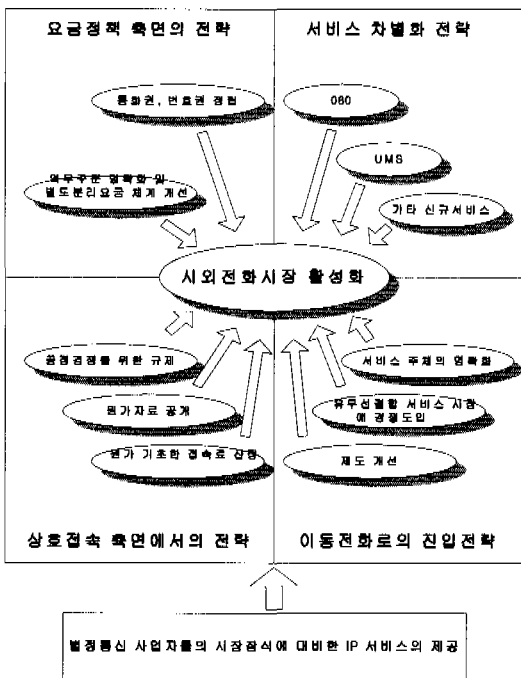 요금정책 측면의 전략
서비스 차별화 전략
통화권, 번호권 정립
080
UMS
역무구분 명확화 및
별도분리요금 체계 개선
기타 신규서비스
시외전화시장 활성화
공정경쟁을 위한 규제
서비스 주체의 명확화
원가자료 공개
유무선결합 서비스 시장
에 경쟁도입
원가 기초한 접속료 산정
제도 개선
상호접속 측면에서의 전략
이동전화로의 진입전략
별정통신 사업자들의 시장잠식에 대비한 IP 서비스의 제공